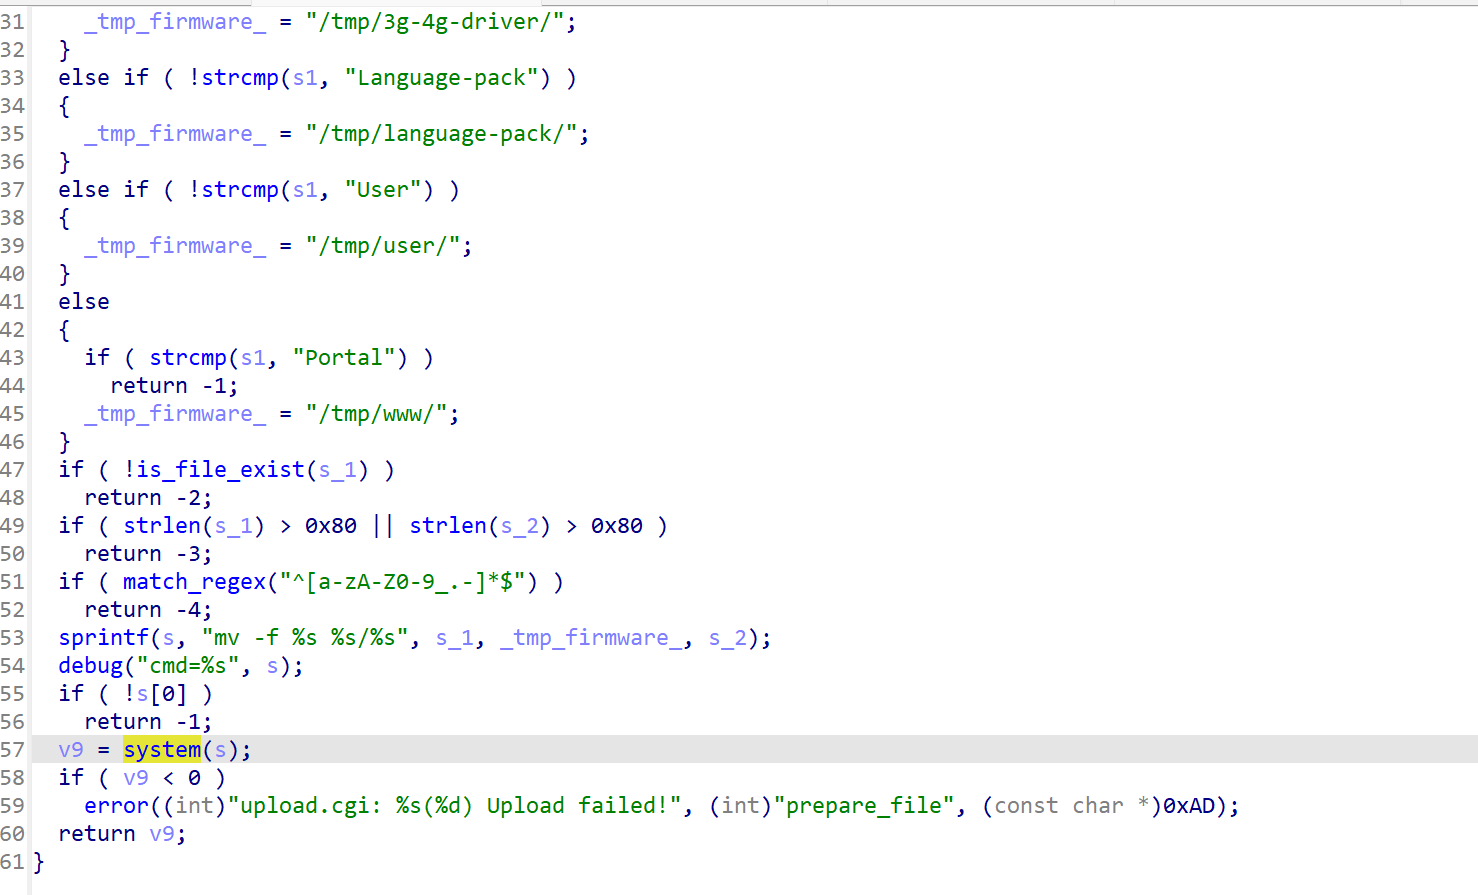 31 _tmp_firmware_ = "/tmp/3g-4g-driver/";
32 }
33 else if ( !strcmp(s1, "Language-pack") )
34 {
35 _tmp_firmware_ = "/tmp/language-pack/";
36 }
37 else if ( !strcmp(s1, "User") )
38 {
39 _tmp_firmware_ = "/tmp/user/";
40 }
41 else
42 {
43 if ( strcmp(s1, "Portal") )
44 return -1;
45 _tmp_firmware_ = "/tmp/www/";
46 }
47 if ( !is_file_exist(s_1) )
48 return -2;
49 if ( strlen(s_1) > 0x80 || strlen(s_2) > 0x80 )
50 return -3;
51 if ( match_regex("^[a-zA-Z0-9_.-]*$") )
52 return -4;
53 sprintf(s, "mv -f %s %s/%s", s_1, _tmp_firmware_, s_2);
54 debug("cmd=%s", s);
55 if ( !s[0] )
56 return -1;
57 v9 = system(s);
58 if ( v9 < 0 )
59 error((int)"upload.cgi: %s(%d) Upload failed!", (int)"prepare_file", (const char *)0xAD);
60 return v9;
61 }